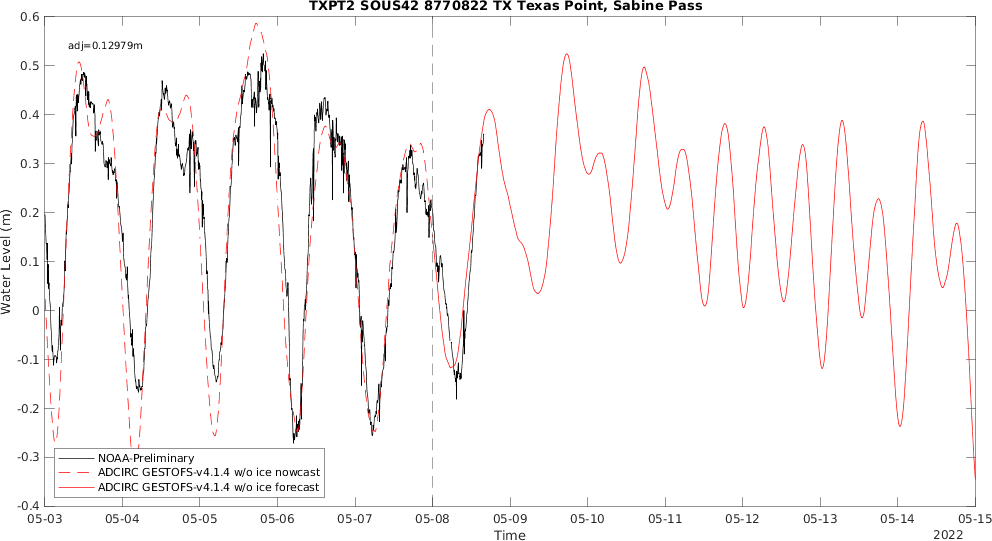 TXPT2 SOUS42 8770822 TX Texas Point, Sabine Pass
0.6
adj=0.12979m
0.5
0.4
0.3
0.2
0.1
0
-0.1
-0.2
-0.3
-0.4
Water Level (m)
NOAA-Preliminary
ADCIRC GESTOFS-v4.1.4 w/o ice nowcast
ADCIRC GESTOFS-v4.1.4 w/o ice forecast
05-03 05-04 05-05 05-06 05-07 05-08 05-09 05-10 05-11 05-12 05-13 05-14 05-15
Time
2022